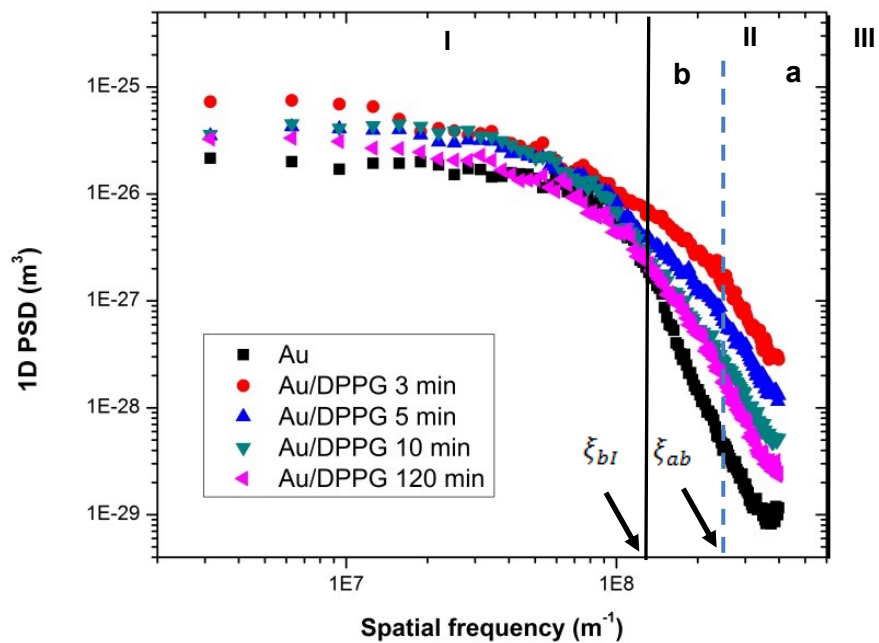 I
II
III
b
a
1E-25
1E-26
1E-27
1E-28
1E-29
1D PSD (m³)
Au
Au/DPPG 3 min
Au/DPPG 5 min
Au/DPPG 10 min
Au/DPPG 120 min
ξbI
ξab
1E7
1E8
Spatial frequency (m⁻¹)